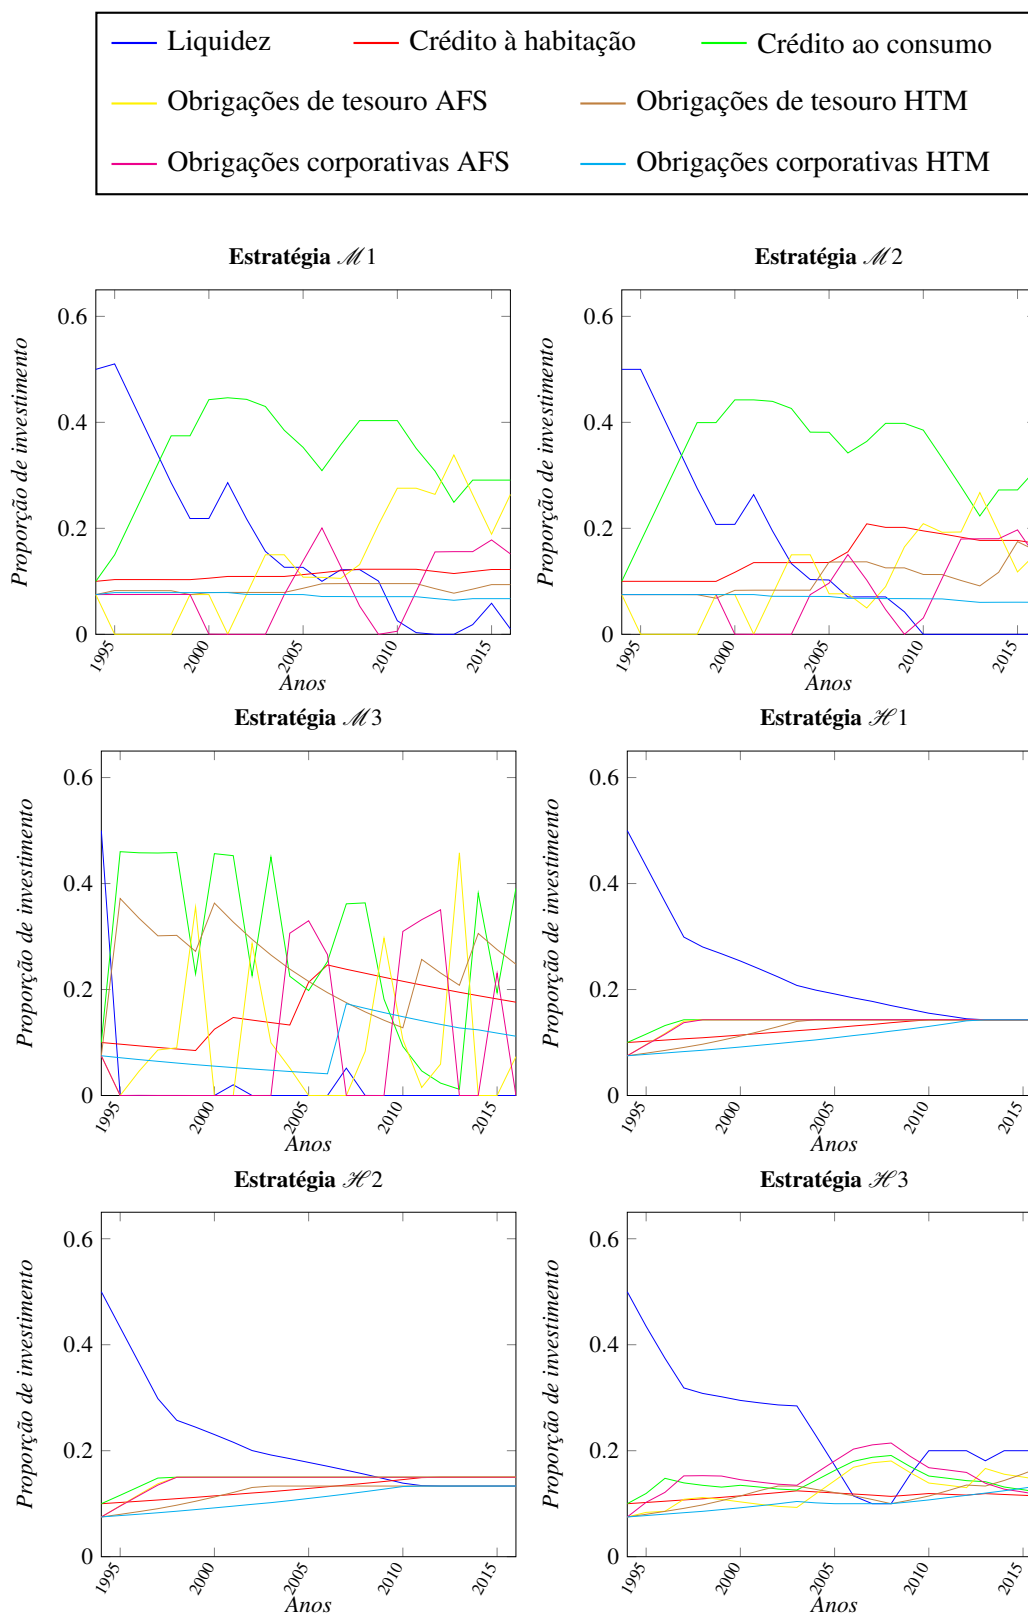 Liquidez Crédito à habitação Crédito ao consumo
Obrigações de tesouro AFS Obrigações de tesouro HTM
Obrigações corporativas AFS Obrigações corporativas HTM
Estratégia ℳ1
Proporção de investimento
0.6
0.4
0.2
0
1995 2000 2005 2010 2015
Anos
Estratégia ℳ2
Proporção de investimento
0.6
0.4
0.2
0
1995 2000 2005 2010 2015
Anos
Estratégia ℳ3
Proporção de investimento
0.6
0.4
0.2
0
1995 2000 2005 2010 2015
Anos
Estratégia ℋ1
Proporção de investimento
0.6
0.4
0.2
0
1995 2000 2005 2010 2015
Anos
Estratégia ℋ2
Proporção de investimento
0.6
0.4
0.2
0
1995 2000 2005 2010 2015
Anos
Estratégia ℋ3
Proporção de investimento
0.6
0.4
0.2
0
1995 2000 2005 2010 2015
Anos